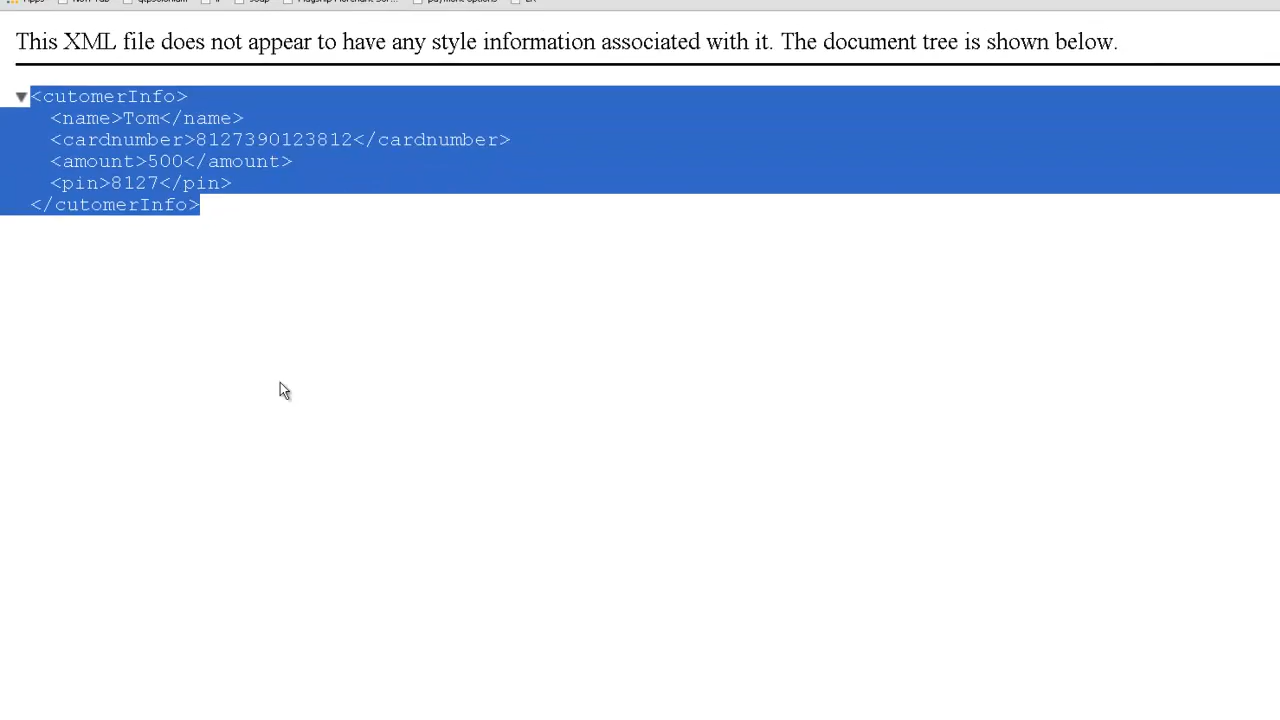 This XML file does not appear to have any style information associated with it. The document tree is shown below.
<cutomerInfo>
<name>Tom</name>
<cardnumber>8127390123812</cardnumber>
<amount>500</amount>
<pin>8127</pin>
</cutomerInfo>